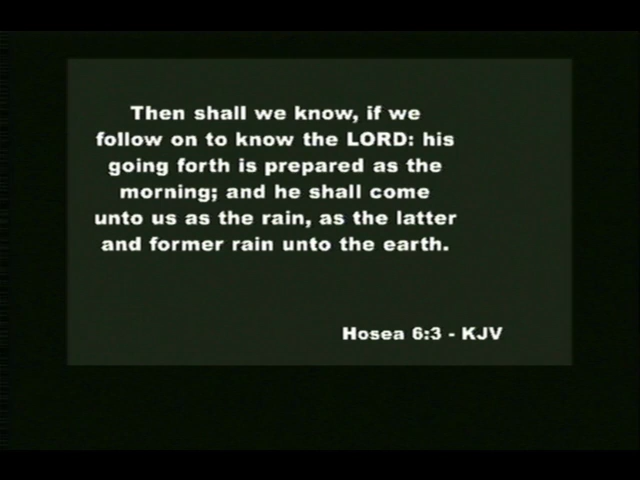 Then shall we know, if we
follow on to know the LORD: his
going forth is prepared as the
morning; and he shall come
unto us as the rain, as the latter
and former rain unto the earth.
Hosea 6:3 - KJV